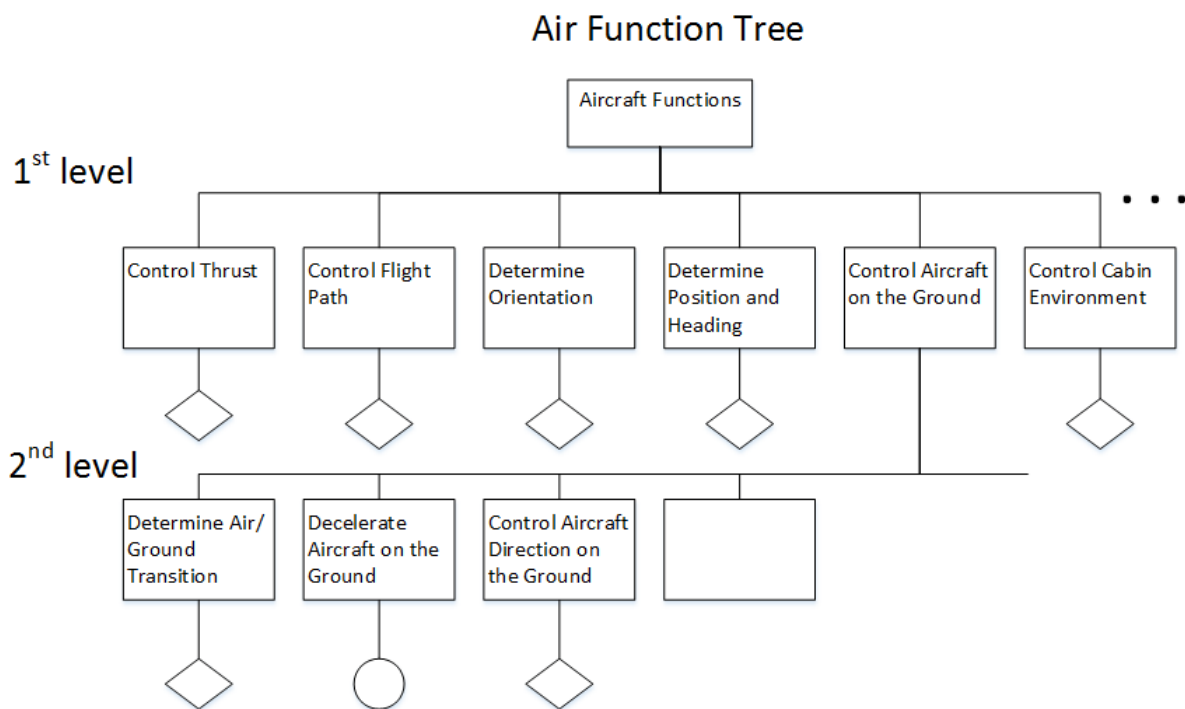 Air Function Tree
Aircraft Functions
1st level
. . .
Control Thrust
Control Flight
Path
Determine
Orientation
Determine
Position and
Heading
Control Aircraft
on the Ground
Control Cabin
Environment
2nd level
Determine Air/
Ground
Transition
Decelerate
Aircraft on the
Ground
Control Aircraft
Direction on
the Ground